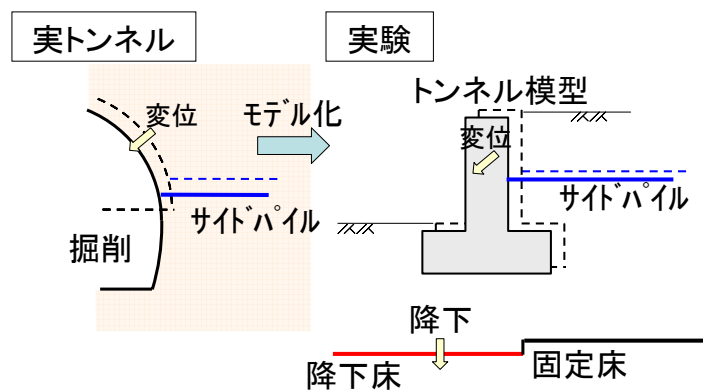 実トンネル
変位
モデル化
サイドパイル
掘削
実験
トンネル模型
変位
サイドパイル
降下
降下床
固定床